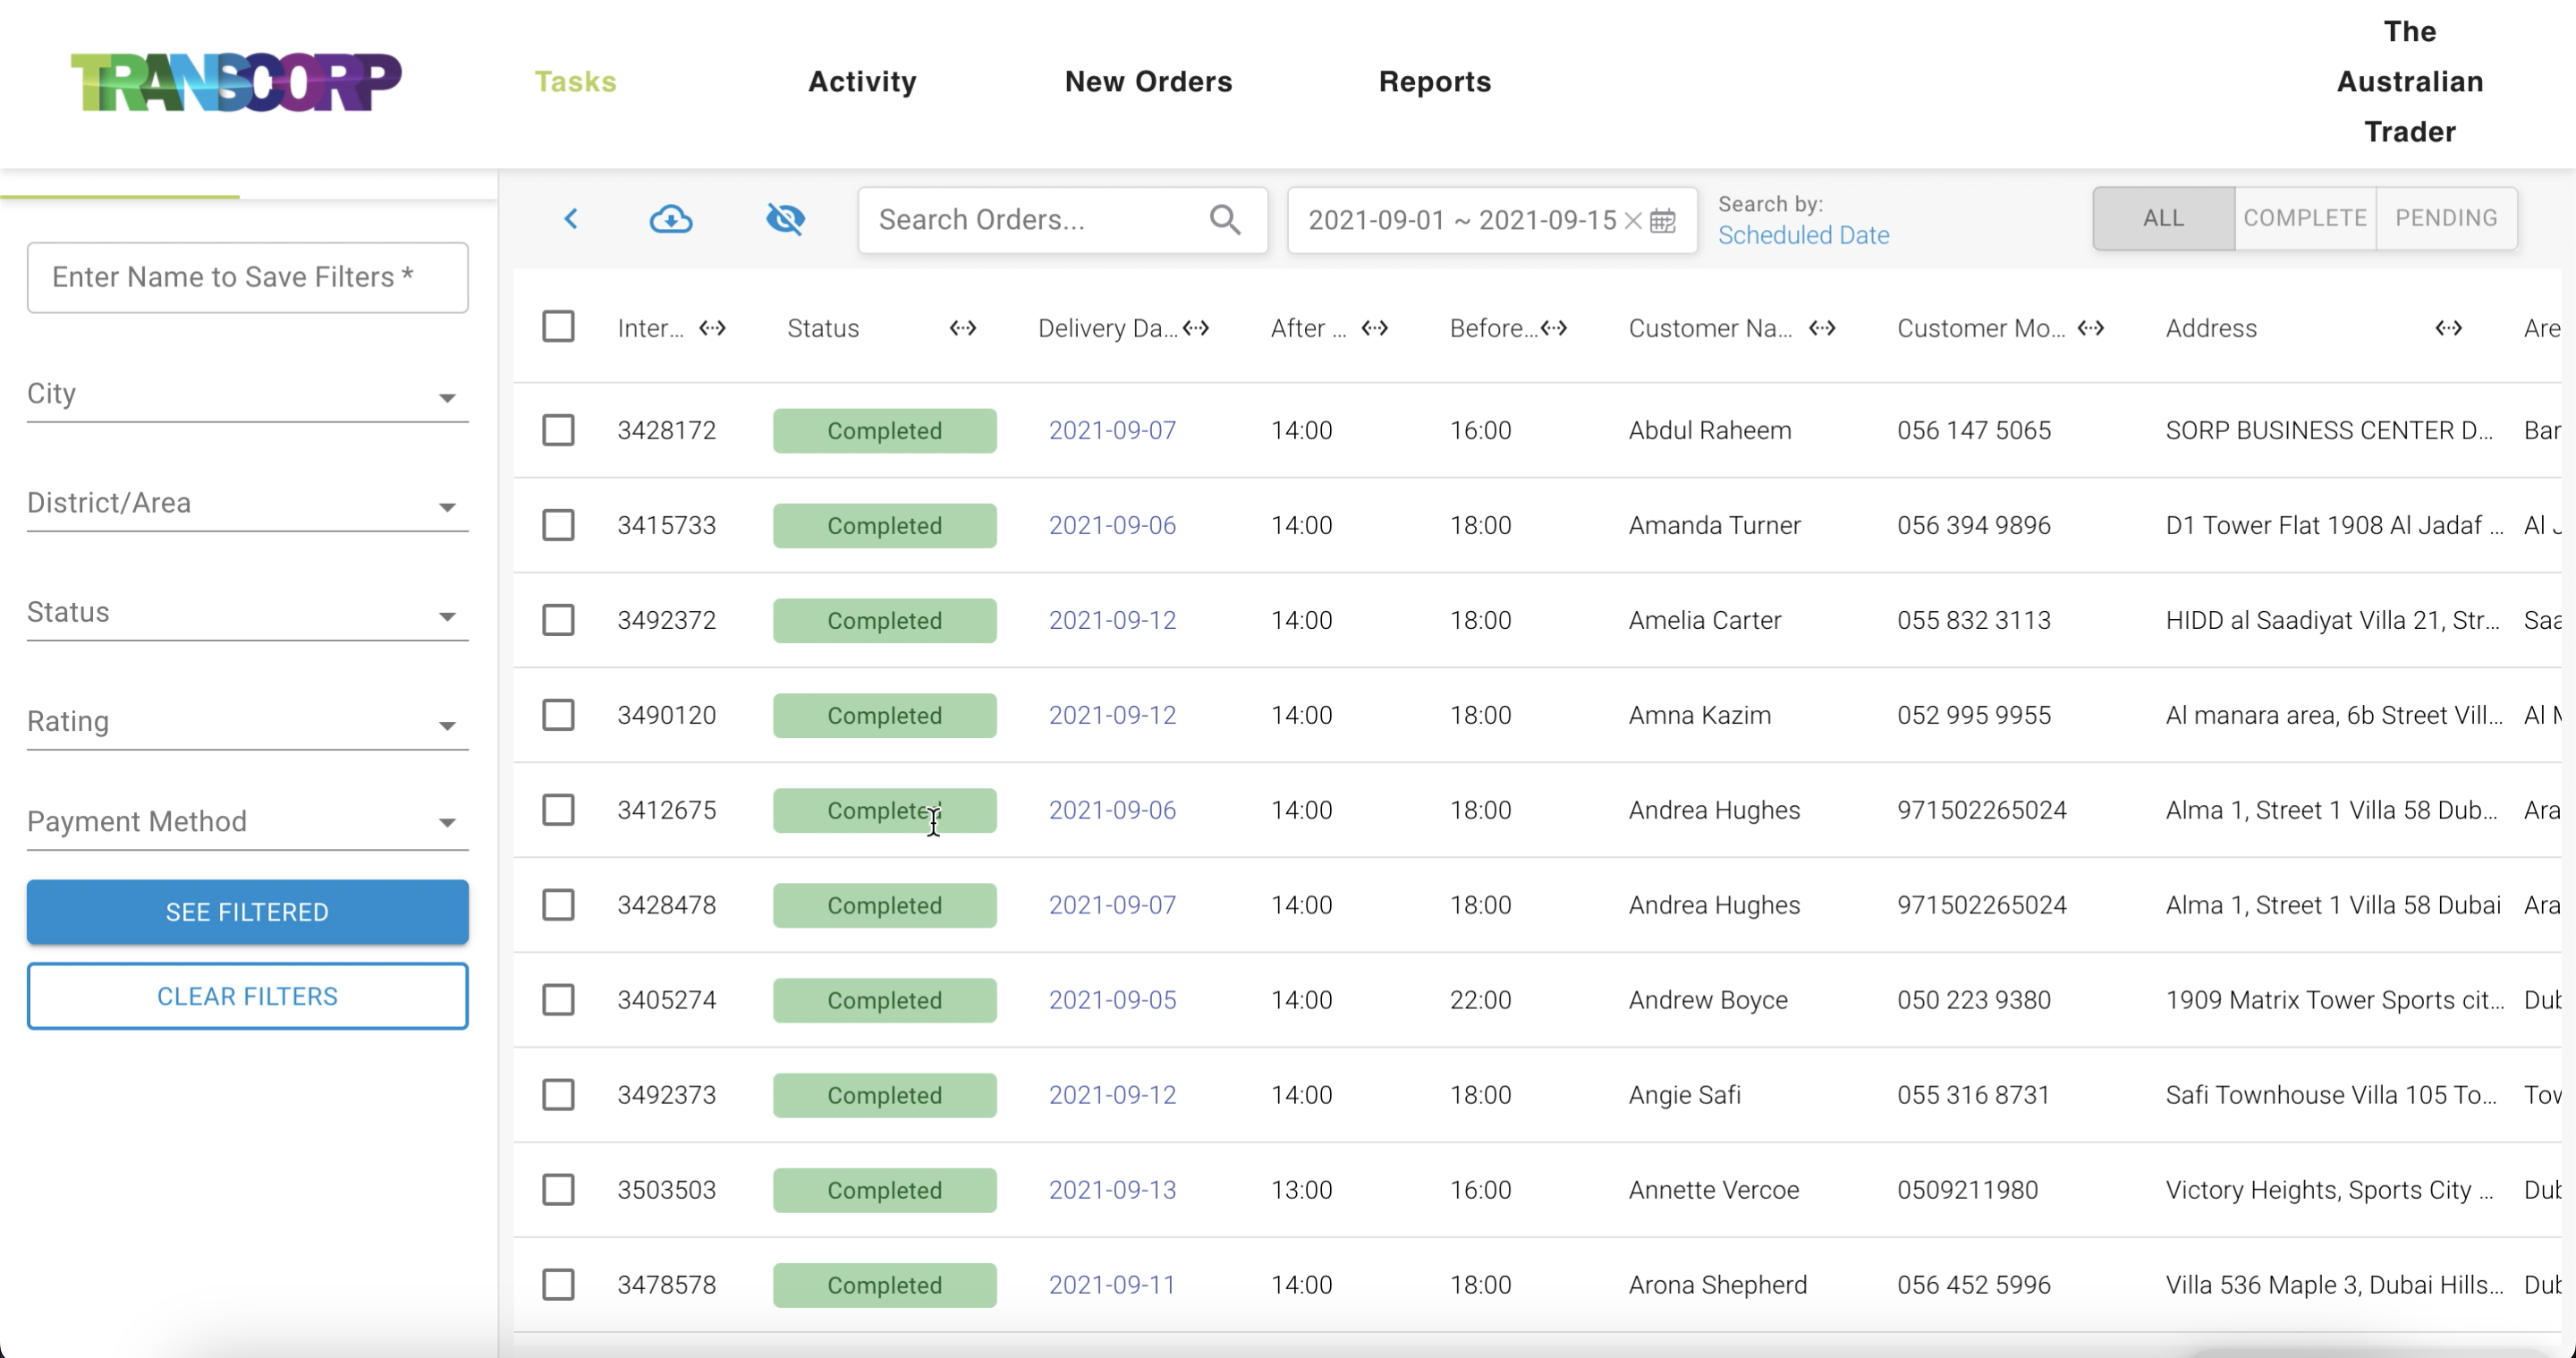 TRANSCORP
Tasks
Activity
New Orders
Reports
The
Australian
Trader
Enter Name to Save Filters *
City
District/Area
Status
Rating
Payment Method
SEE FILTERED
CLEAR FILTERS
Search Orders...
2021-09-01 ~ 2021-09-15
Search by:
Scheduled Date
ALL COMPLETE PENDING
Inter... Status Delivery Da... After ... Before... Customer Na... Customer Mo... Address Are
3428172 Completed 2021-09-07 14:00 16:00 Abdul Raheem 056 147 5065 SORP BUSINESS CENTER D... Bar
3415733 Completed 2021-09-06 14:00 18:00 Amanda Turner 056 394 9896 D1 Tower Flat 1908 Al Jadaf ... Al J
3492372 Completed 2021-09-12 14:00 18:00 Amelia Carter 055 832 3113 HIDD al Saadiyat Villa 21, Str... Saa
3490120 Completed 2021-09-12 14:00 18:00 Amna Kazim 052 995 9955 Al manara area, 6b Street Vill... Al M
3412675 Completed 2021-09-06 14:00 18:00 Andrea Hughes 971502265024 Alma 1, Street 1 Villa 58 Dub... Ara
3428478 Completed 2021-09-07 14:00 18:00 Andrea Hughes 971502265024 Alma 1, Street 1 Villa 58 Dubai Ara
3405274 Completed 2021-09-05 14:00 22:00 Andrew Boyce 050 223 9380 1909 Matrix Tower Sports cit... Dub
3492373 Completed 2021-09-12 14:00 18:00 Angie Safi 055 316 8731 Safi Townhouse Villa 105 To... Tow
3503503 Completed 2021-09-13 13:00 16:00 Annette Vercoe 0509211980 Victory Heights, Sports City ... Dub
3478578 Completed 2021-09-11 14:00 18:00 Arona Shepherd 056 452 5996 Villa 536 Maple 3, Dubai Hills... Dub